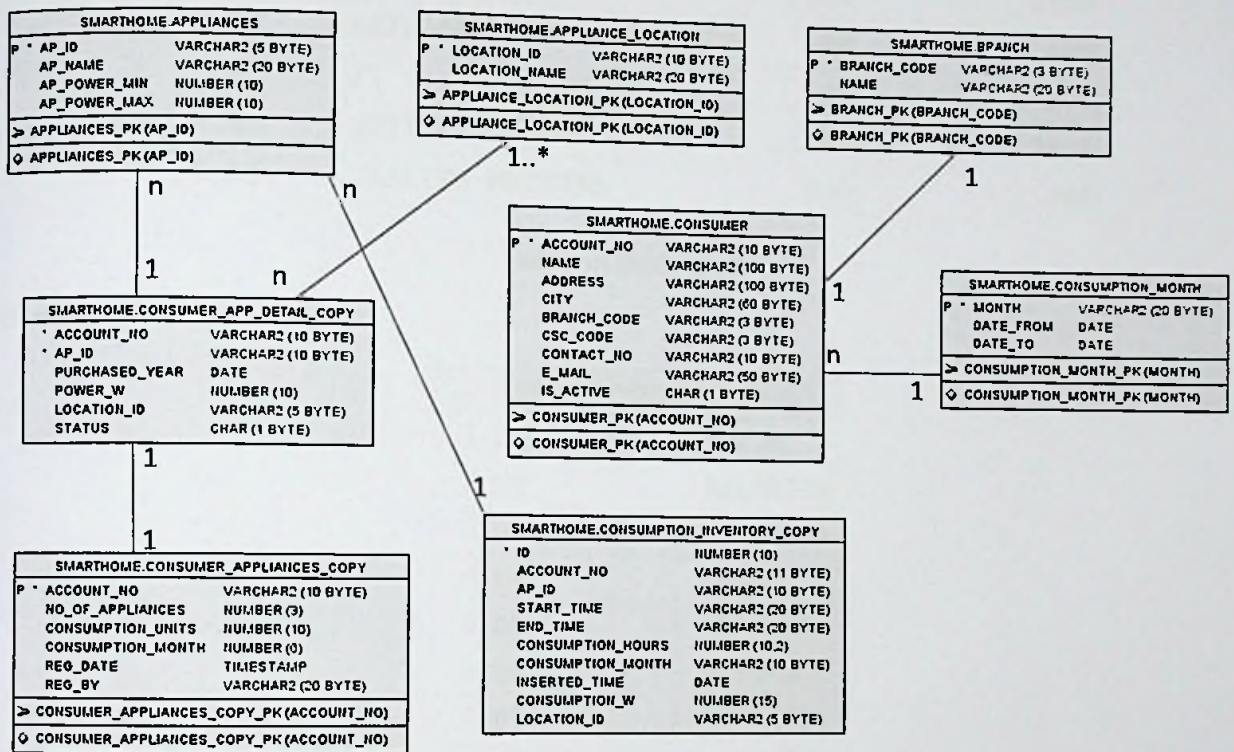 SMARTHOME.APPLIANCES
P * AP_ID VARCHAR2 (5 BYTE)
AP_NAME VARCHAR2 (20 BYTE)
AP_POWER_MIN NUMBER (10)
AP_POWER_MAX NUMBER (10)
APPLIANCES_PK (AP_ID)
APPLIANCES_PK (AP_ID)
SMARTHOME.APPLIANCE_LOCATION
P * LOCATION_ID VARCHAR2 (10 BYTE)
LOCATION_NAME VARCHAR2 (20 BYTE)
APPLIANCE_LOCATION_PK (LOCATION_ID)
APPLIANCE_LOCATION_PK (LOCATION_ID)
SMARTHOME.BRANCH
P * BRANCH_CODE VARCHAR2 (3 BYTE)
NAME VARCHAR2 (20 BYTE)
BRANCH_PK (BRANCH_CODE)
BRANCH_PK (BRANCH_CODE)
n
n
1..*
1
SMARTHOME.CONSUMER
P * ACCOUNT_NO VARCHAR2 (10 BYTE)
NAME VARCHAR2 (100 BYTE)
ADDRESS VARCHAR2 (100 BYTE)
CITY VARCHAR2 (60 BYTE)
BRANCH_CODE VARCHAR2 (3 BYTE)
CSC_CODE VARCHAR2 (3 BYTE)
CONTACT_NO VARCHAR2 (10 BYTE)
E_MAIL VARCHAR2 (50 BYTE)
IS_ACTIVE CHAR (1 BYTE)
CONSUMER_PK (ACCOUNT_NO)
CONSUMER_PK (ACCOUNT_NO)
1
n
1
SMARTHOME.CONSUMPTION_MONTH
P * MONTH VARCHAR2 (20 BYTE)
DATE_FROM DATE
DATE_TO DATE
CONSUMPTION_MONTH_PK (MONTH)
CONSUMPTION_MONTH_PK (MONTH)
1
n
SMARTHOME.CONSUMER_APP_DETAIL_COPY
* ACCOUNT_NO VARCHAR2 (10 BYTE)
* AP_ID VARCHAR2 (10 BYTE)
PURCHASED_YEAR DATE
POWER_W NUMBER (10)
LOCATION_ID VARCHAR2 (5 BYTE)
STATUS CHAR (1 BYTE)
1
1
1
SMARTHOME.CONSUMER_APPLIANCES_COPY
P * ACCOUNT_NO VARCHAR2 (10 BYTE)
NO_OF_APPLIANCES NUMBER (3)
CONSUMPTION_UNITS NUMBER (10)
CONSUMPTION_MONTH NUMBER (6)
REG_DATE TIMESTAMP
REG_BY VARCHAR2 (20 BYTE)
CONSUMER_APPLIANCES_COPY_PK (ACCOUNT_NO)
CONSUMER_APPLIANCES_COPY_PK (ACCOUNT_NO)
SMARTHOME.CONSUMPTION_INVENTORY_COPY
* ID NUMBER (10)
ACCOUNT_NO VARCHAR2 (11 BYTE)
AP_ID VARCHAR2 (10 BYTE)
START_TIME VARCHAR2 (20 BYTE)
END_TIME VARCHAR2 (20 BYTE)
CONSUMPTION_HOURS NUMBER (10,2)
CONSUMPTION_MONTH VARCHAR2 (10 BYTE)
INSERTED_TIME DATE
CONSUMPTION_W NUMBER (15)
LOCATION_ID VARCHAR2 (5 BYTE)